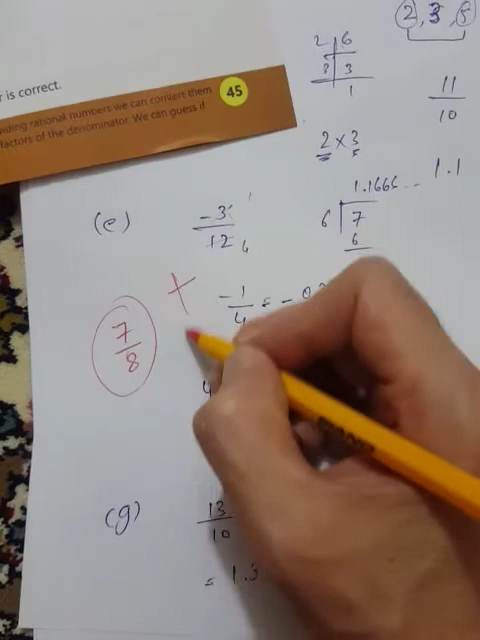 r is correct.
viding rational numbers we can convert them
factors of the denominator. We can guess if
45
2, 3, 5
2 6
3 3
1
2 × 3
11
10
1.1
1.1666...
6 7
6
(e)
-3
12 4
-1
4
7
8
(g)
13
10
= 1.3